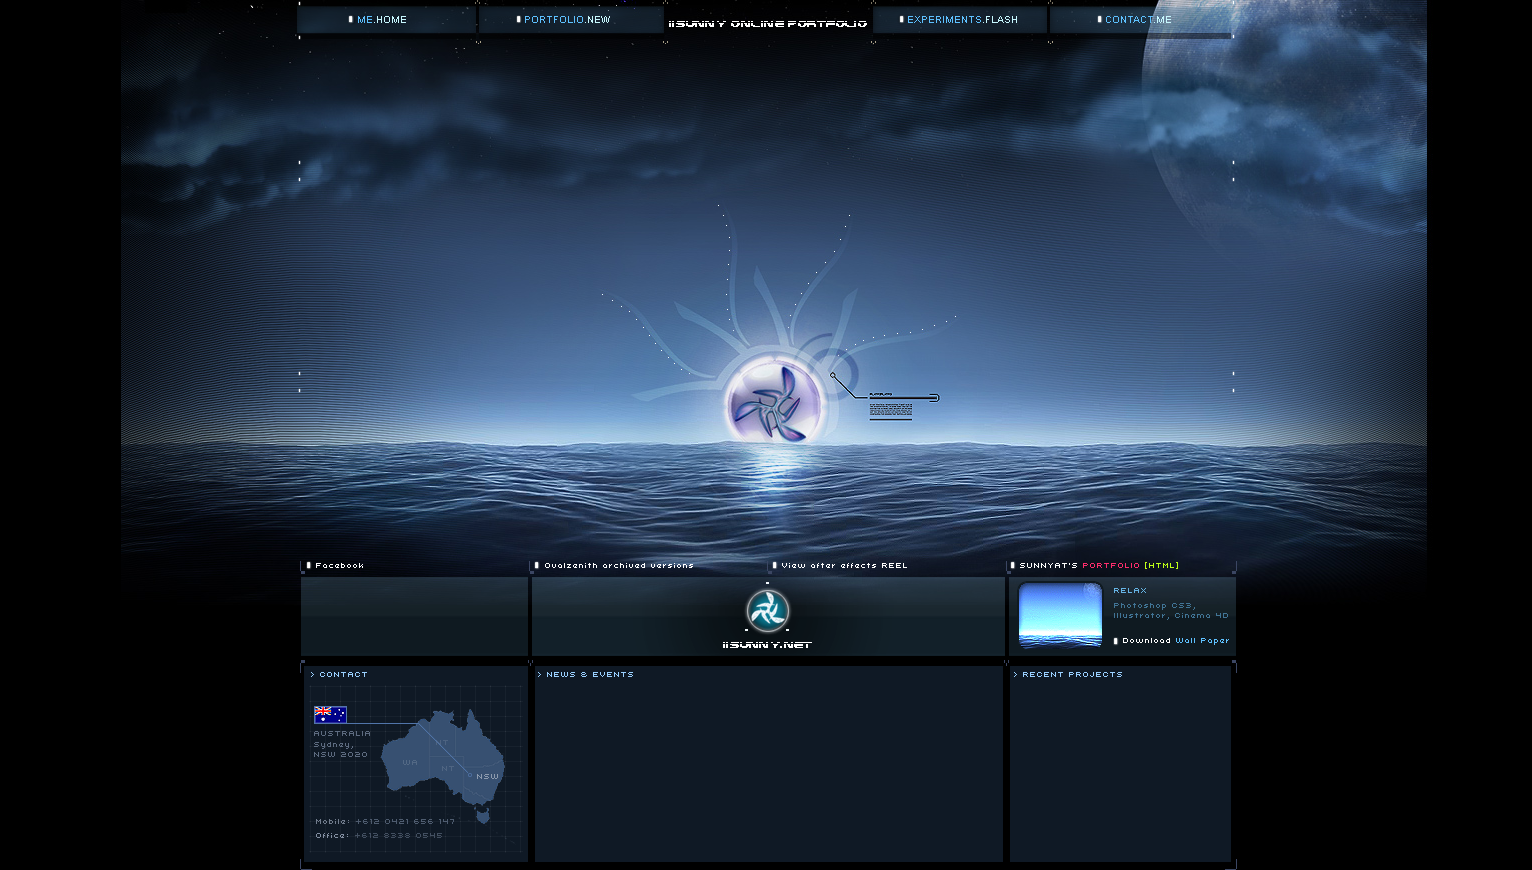 ME.HOME
PORTFOLIO.NEW
iiSUNNY ONLINE PORTFOLIO
EXPERIMENTS.FLASH
CONTACT.ME
Facebook
Ovalzenith archived versions
View after effects REEL
SUNNYAT'S PORTFOLIO [HTML]
iiSUNNY.NET
RELAX
Photoshop CS3,
Illustrator, Cinema 4D
Download Wall Paper
> CONTACT
AUSTRALIA
Sydney,
NSW 2020
WA
NT
NT
NSW
Mobile: +612 0421 656 147
Office: +612 8338 0545
> NEWS & EVENTS
> RECENT PROJECTS